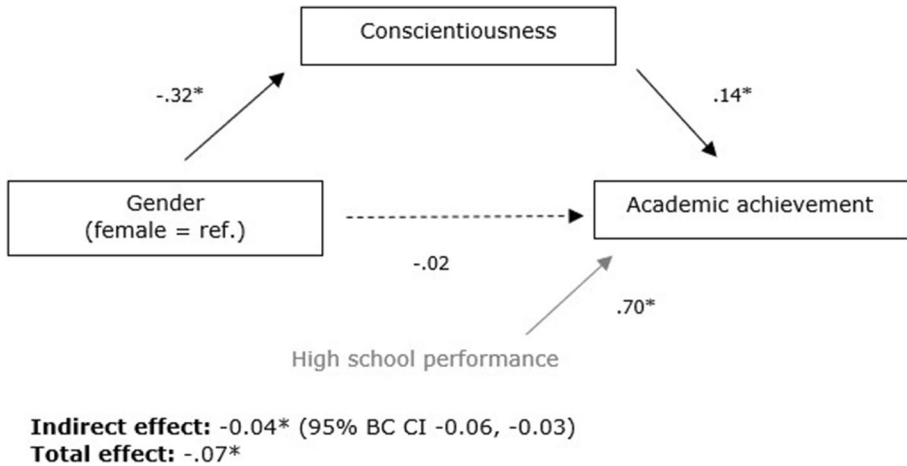 Conscientiousness
-.32*
.14*
Gender
(female = ref.)
Academic achievement
-.02
.70*
High school performance
Indirect effect: -0.04* (95% BC CI -0.06, -0.03)
Total effect: -.07*